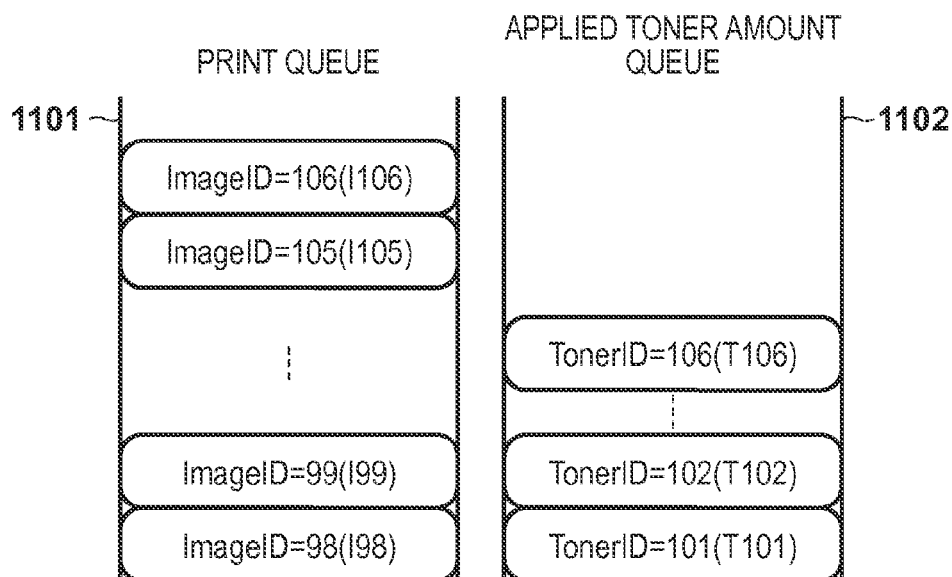 PRINT QUEUE
APPLIED TONER AMOUNT
QUEUE
1101
1102
ImageID=106(I106)
ImageID=105(I105)
TonerID=106(T106)
ImageID=99(I99)
TonerID=102(T102)
ImageID=98(I98)
TonerID=101(T101)